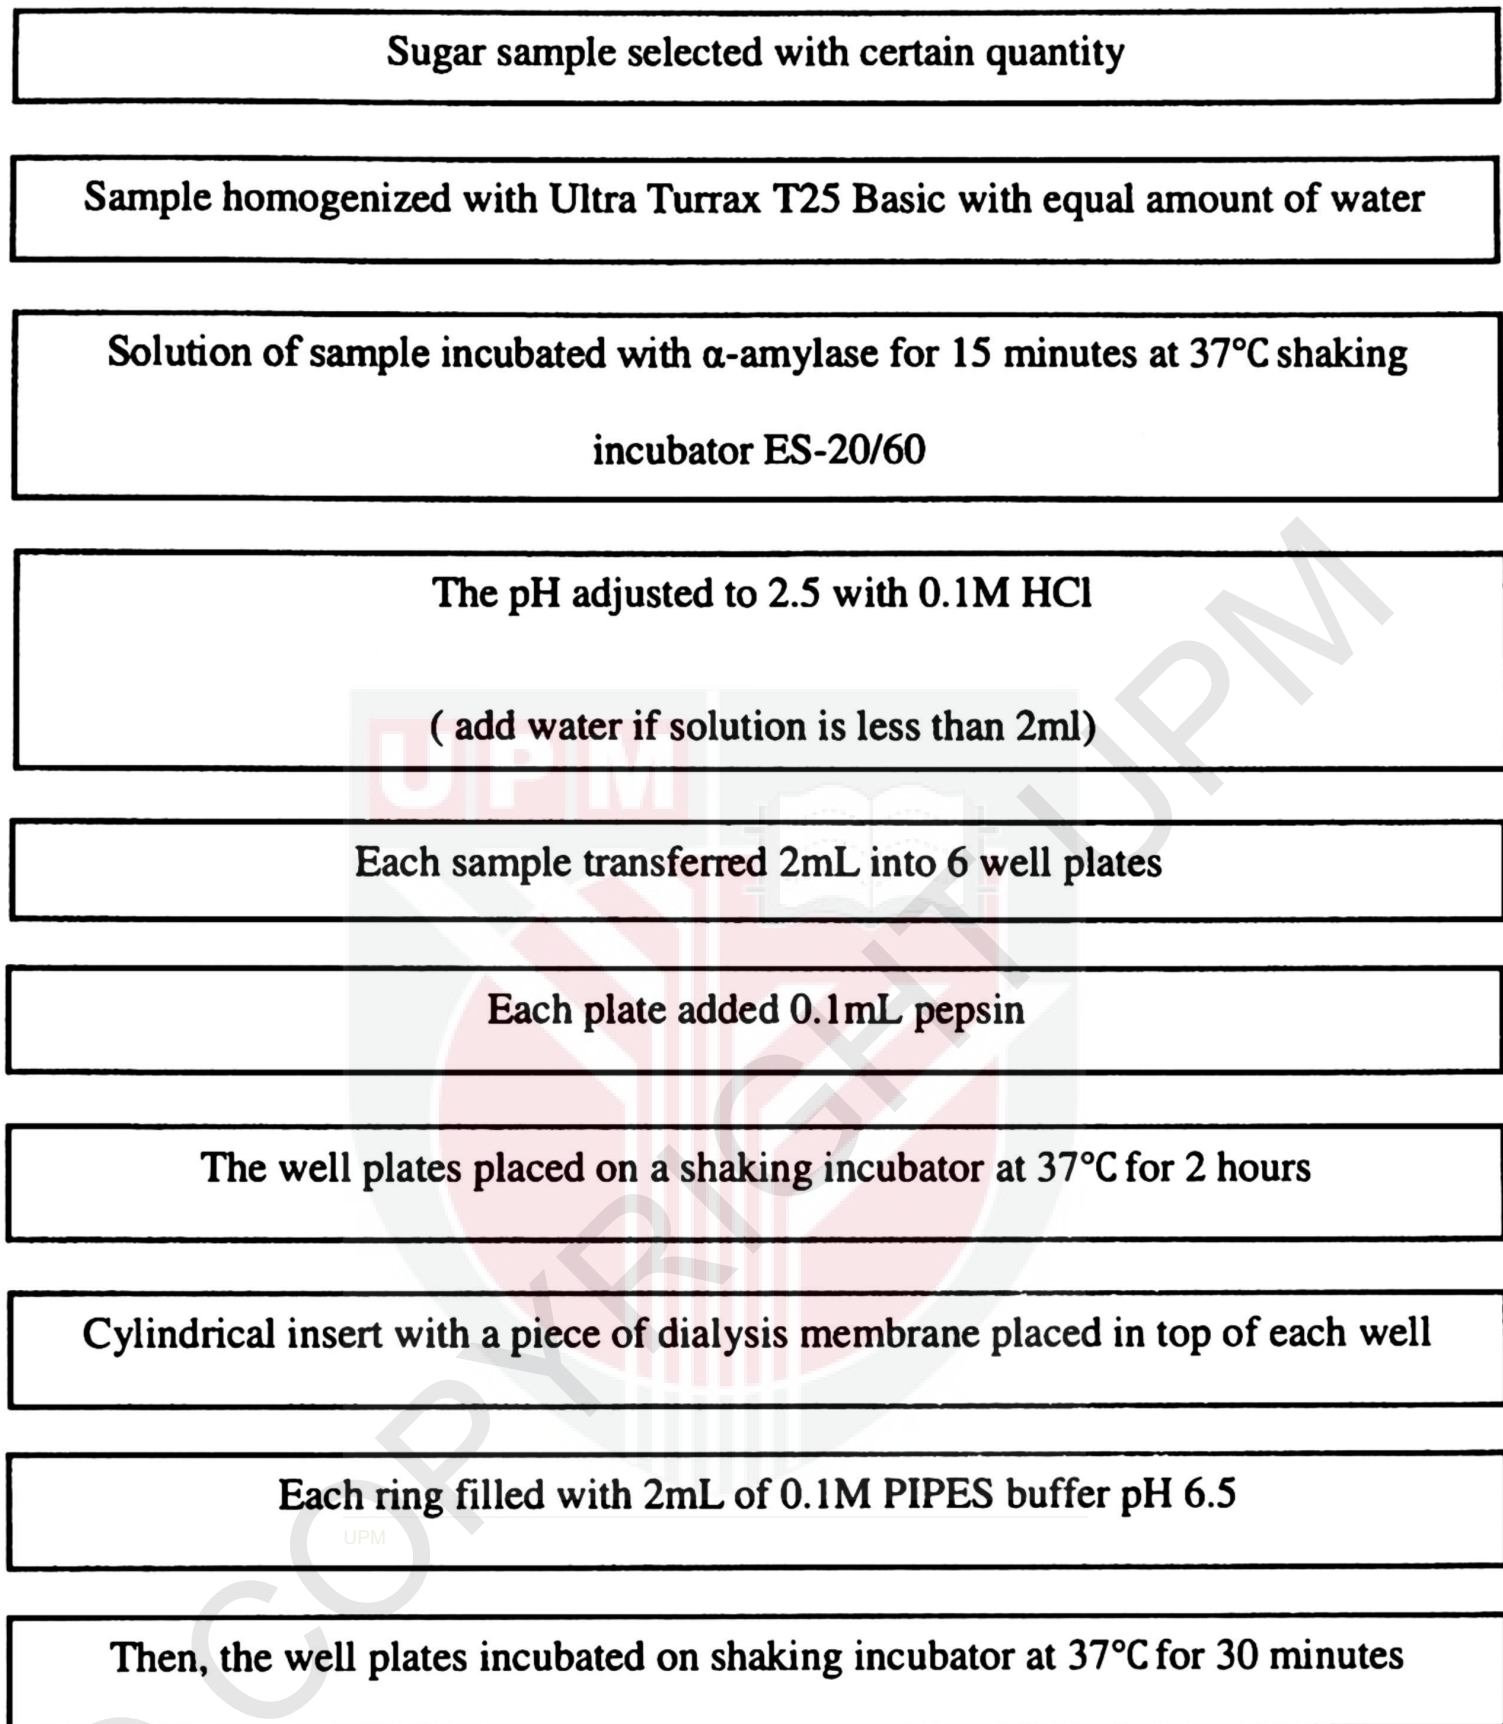 Sugar sample selected with certain quantity
Sample homogenized with Ultra Turrax T25 Basic with equal amount of water
Solution of sample incubated with α-amylase for 15 minutes at 37°C shaking
incubator ES-20/60
The pH adjusted to 2.5 with 0.1M HCl
( add water if solution is less than 2ml)
UPM
Each sample transferred 2mL into 6 well plates
Each plate added 0.1mL pepsin
The well plates placed on a shaking incubator at 37°C for 2 hours
Cylindrical insert with a piece of dialysis membrane placed in top of each well
Each ring filled with 2mL of 0.1M PIPES buffer pH 6.5
UPM
Then, the well plates incubated on shaking incubator at 37°C for 30 minutes
COPYRIGHT UPM